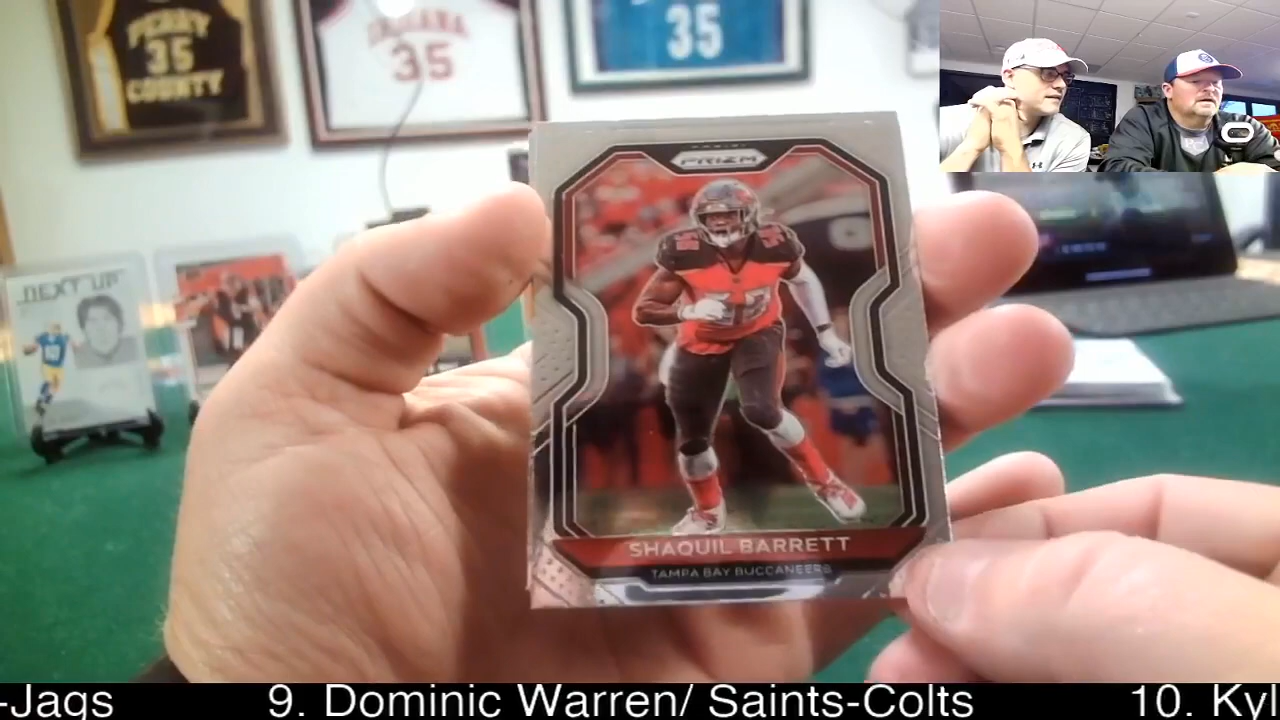 PERRY
35
COUNTY
INDIANA
35
35
PANINI
PRIZM
SHAQUIL BARRETT
TAMPA BAY BUCCANEERS
NEXT UP
-Jags 9. Dominic Warren/ Saints-Colts 10. Kyl